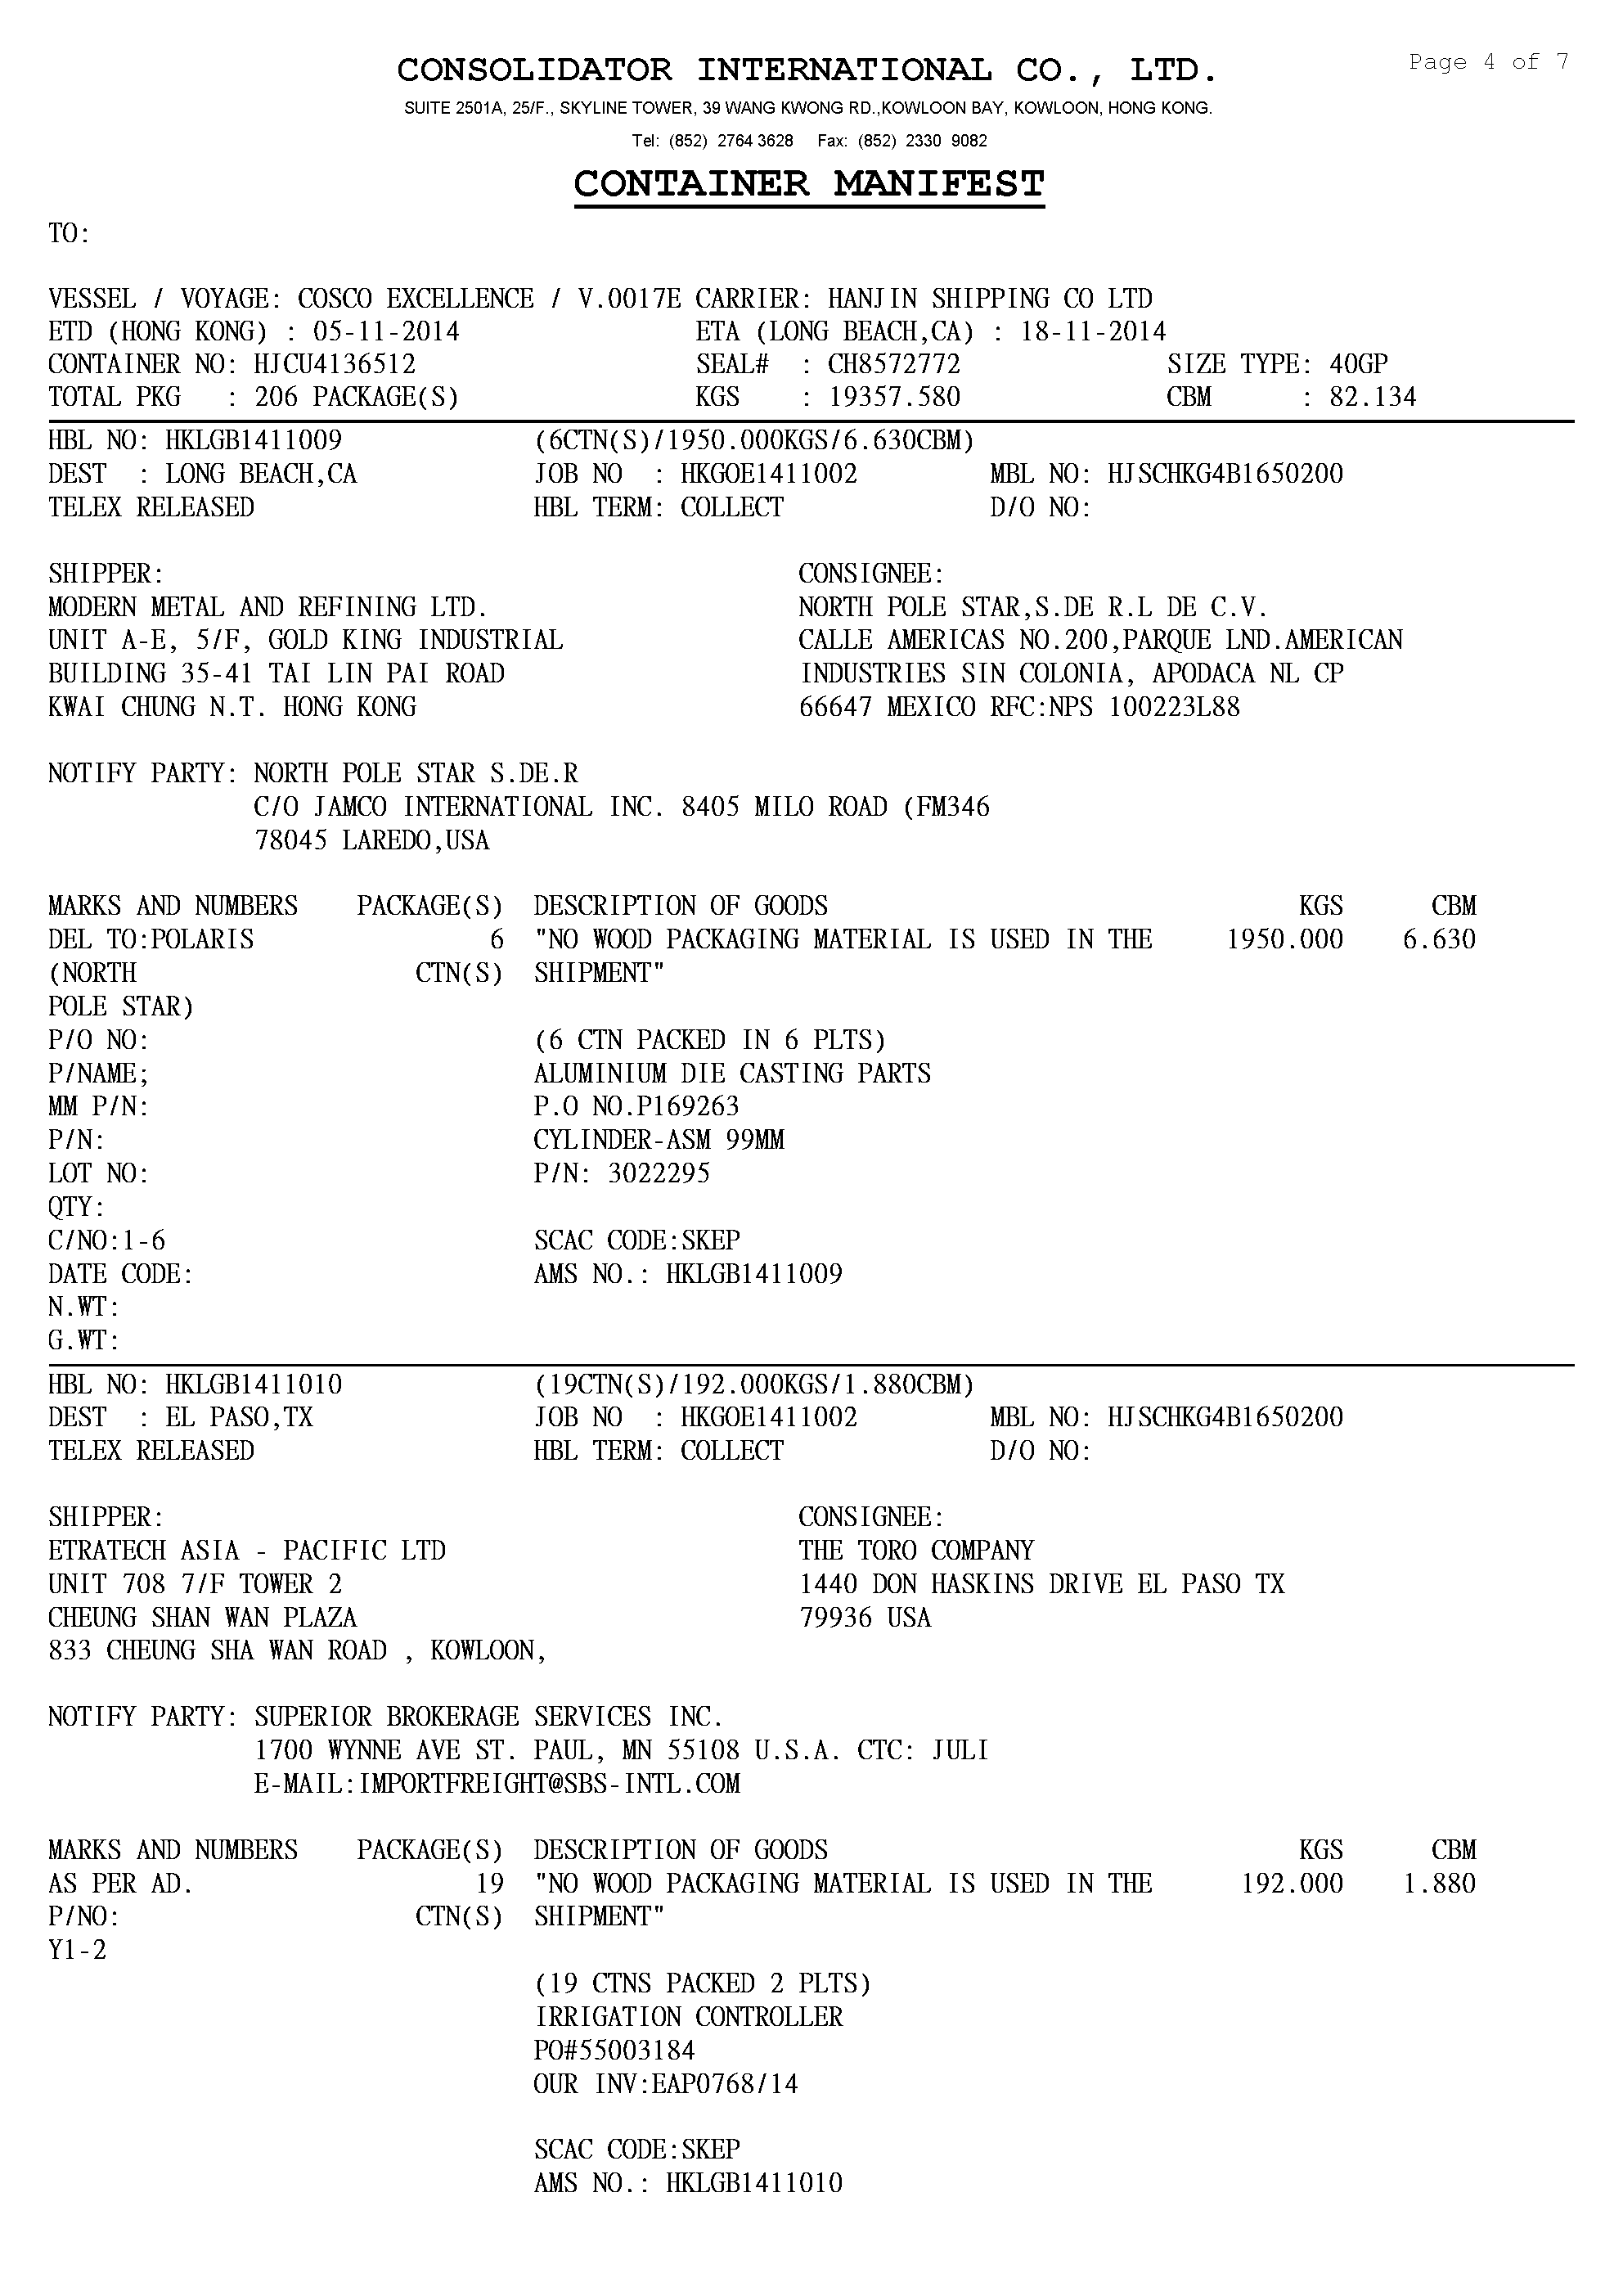 Page 4 of 7
CONSOLIDATOR INTERNATIONAL CO., LTD.
SUITE 2501A, 25/F., SKYLINE TOWER, 39 WANG KWONG RD.,KOWLOON BAY, KOWLOON, HONG KONG.
Tel: (852) 2764 3628 Fax: (852) 2330 9082
CONTAINER MANIFEST
TO:
VESSEL / VOYAGE: COSCO EXCELLENCE / V.0017E CARRIER: HANJIN SHIPPING CO LTD
ETD (HONG KONG) : 05-11-2014 ETA (LONG BEACH,CA) : 18-11-2014
CONTAINER NO: HJCU4136512 SEAL# : CH8572772 SIZE TYPE: 40GP
TOTAL PKG : 206 PACKAGE(S) KGS : 19357.580 CBM : 82.134
HBL NO: HKLGB1411009 (6CTN(S)/1950.000KGS/6.630CBM)
DEST : LONG BEACH,CA JOB NO : HKGOE1411002 MBL NO: HJSCHKG4B1650200
TELEX RELEASED HBL TERM: COLLECT D/O NO:
SHIPPER: CONSIGNEE:
MODERN METAL AND REFINING LTD. NORTH POLE STAR,S.DE R.L DE C.V.
UNIT A-E, 5/F, GOLD KING INDUSTRIAL CALLE AMERICAS NO.200,PARQUE LND.AMERICAN
BUILDING 35-41 TAI LIN PAI ROAD INDUSTRIES SIN COLONIA, APODACA NL CP
KWAI CHUNG N.T. HONG KONG 66647 MEXICO RFC:NPS 100223L88
NOTIFY PARTY: NORTH POLE STAR S.DE.R
C/O JAMCO INTERNATIONAL INC. 8405 MILO ROAD (FM346
78045 LAREDO,USA
MARKS AND NUMBERS PACKAGE(S) DESCRIPTION OF GOODS KGS CBM
DEL TO:POLARIS 6 "NO WOOD PACKAGING MATERIAL IS USED IN THE 1950.000 6.630
(NORTH CTN(S) SHIPMENT"
POLE STAR)
P/O NO: (6 CTN PACKED IN 6 PLTS)
P/NAME; ALUMINIUM DIE CASTING PARTS
MM P/N: P.O NO.P169263
P/N: CYLINDER-ASM 99MM
LOT NO: P/N: 3022295
QTY:
C/NO:1-6 SCAC CODE:SKEP
DATE CODE: AMS NO.: HKLGB1411009
N.WT:
G.WT:
HBL NO: HKLGB1411010 (19CTN(S)/192.000KGS/1.880CBM)
DEST : EL PASO,TX JOB NO : HKGOE1411002 MBL NO: HJSCHKG4B1650200
TELEX RELEASED HBL TERM: COLLECT D/O NO:
SHIPPER: CONSIGNEE:
ETRATECH ASIA - PACIFIC LTD THE TORO COMPANY
UNIT 708 7/F TOWER 2 1440 DON HASKINS DRIVE EL PASO TX
CHEUNG SHAN WAN PLAZA 79936 USA
833 CHEUNG SHA WAN ROAD , KOWLOON,
NOTIFY PARTY: SUPERIOR BROKERAGE SERVICES INC.
1700 WYNNE AVE ST. PAUL, MN 55108 U.S.A. CTC: JULI
E-MAIL:IMPORTFREIGHT@SBS-INTL.COM
MARKS AND NUMBERS PACKAGE(S) DESCRIPTION OF GOODS KGS CBM
AS PER AD. 19 "NO WOOD PACKAGING MATERIAL IS USED IN THE 192.000 1.880
P/NO: CTN(S) SHIPMENT"
Y1-2
(19 CTNS PACKED 2 PLTS)
IRRIGATION CONTROLLER
PO#55003184
OUR INV:EAP0768/14
SCAC CODE:SKEP
AMS NO.: HKLGB1411010